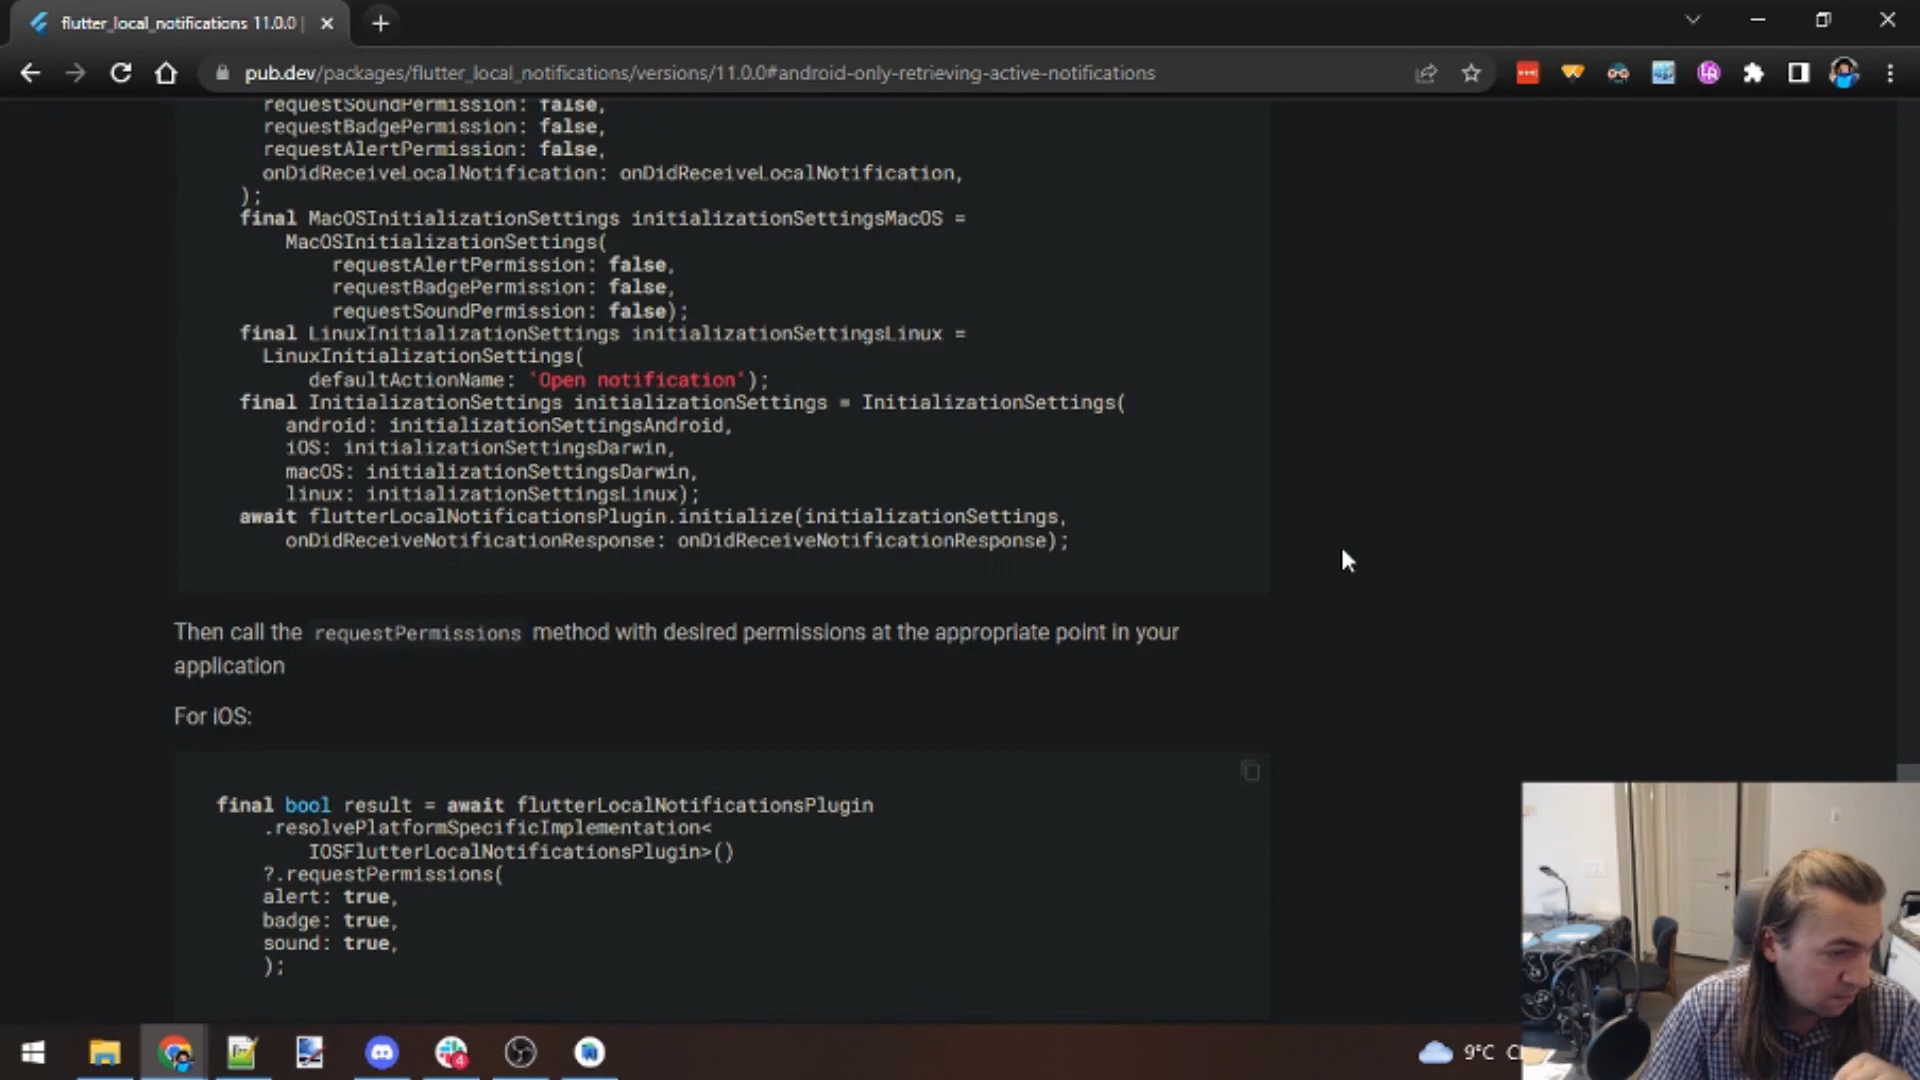 flutter_local_notifications 11.0.0 |
pub.dev/packages/flutter_local_notifications/versions/11.0.0#android-only-retrieving-active-notifications
requestSoundPermission: false,
requestBadgePermission: false,
requestAlertPermission: false,
onDidReceiveLocalNotification: onDidReceiveLocalNotification,
);
final MacOSInitializationSettings initializationSettingsMacOS =
MacOSInitializationSettings(
requestAlertPermission: false,
requestBadgePermission: false,
requestSoundPermission: false);
final LinuxInitializationSettings initializationSettingsLinux =
LinuxInitializationSettings(
defaultActionName: 'Open notification');
final InitializationSettings initializationSettings = InitializationSettings(
android: initializationSettingsAndroid,
iOS: initializationSettingsDarwin,
macOS: initializationSettingsDarwin,
linux: initializationSettingsLinux);
await flutterLocalNotificationsPlugin.initialize(initializationSettings,
onDidReceiveNotificationResponse: onDidReceiveNotificationResponse);
Then call the requestPermissions method with desired permissions at the appropriate point in your
application
For iOS:
final bool result = await flutterLocalNotificationsPlugin
.resolvePlatformSpecificImplementation<
IOSFlutterLocalNotificationsPlugin>()
?.requestPermissions(
alert: true,
badge: true,
sound: true,
);
4
9°C